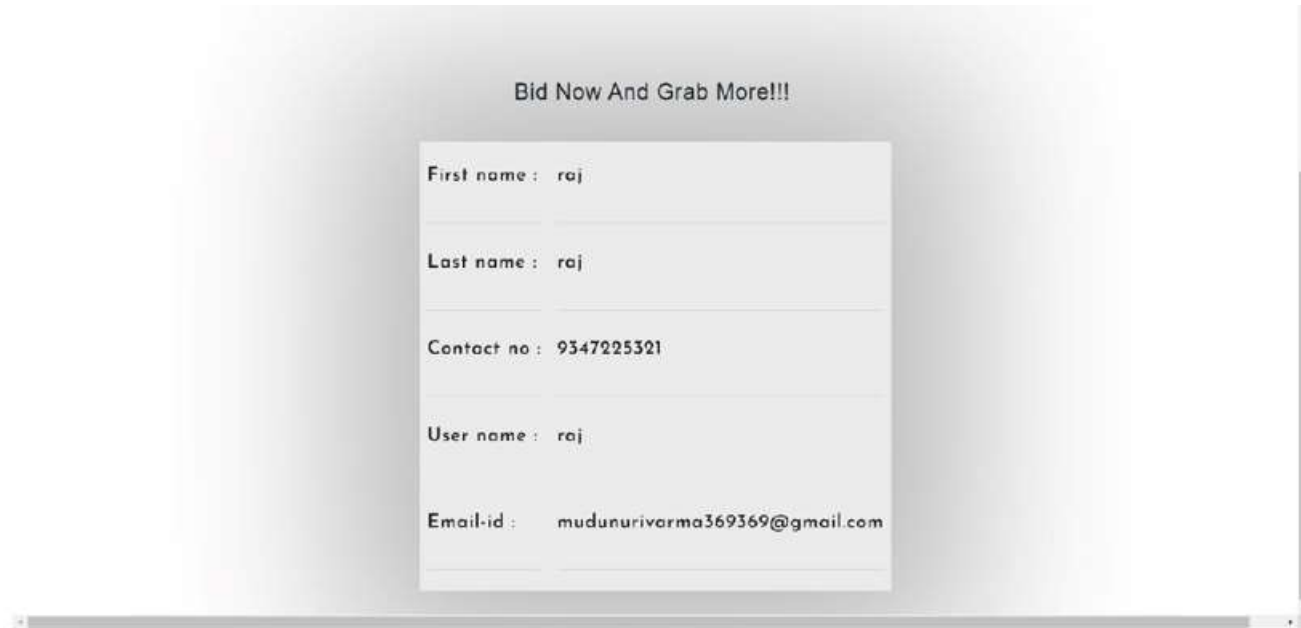 Bid Now And Grab More!!!
First name : raj
Last name : raj
Contact no : 9347225321
User name : raj
Email-id : mudunurivarma369369@gmail.com